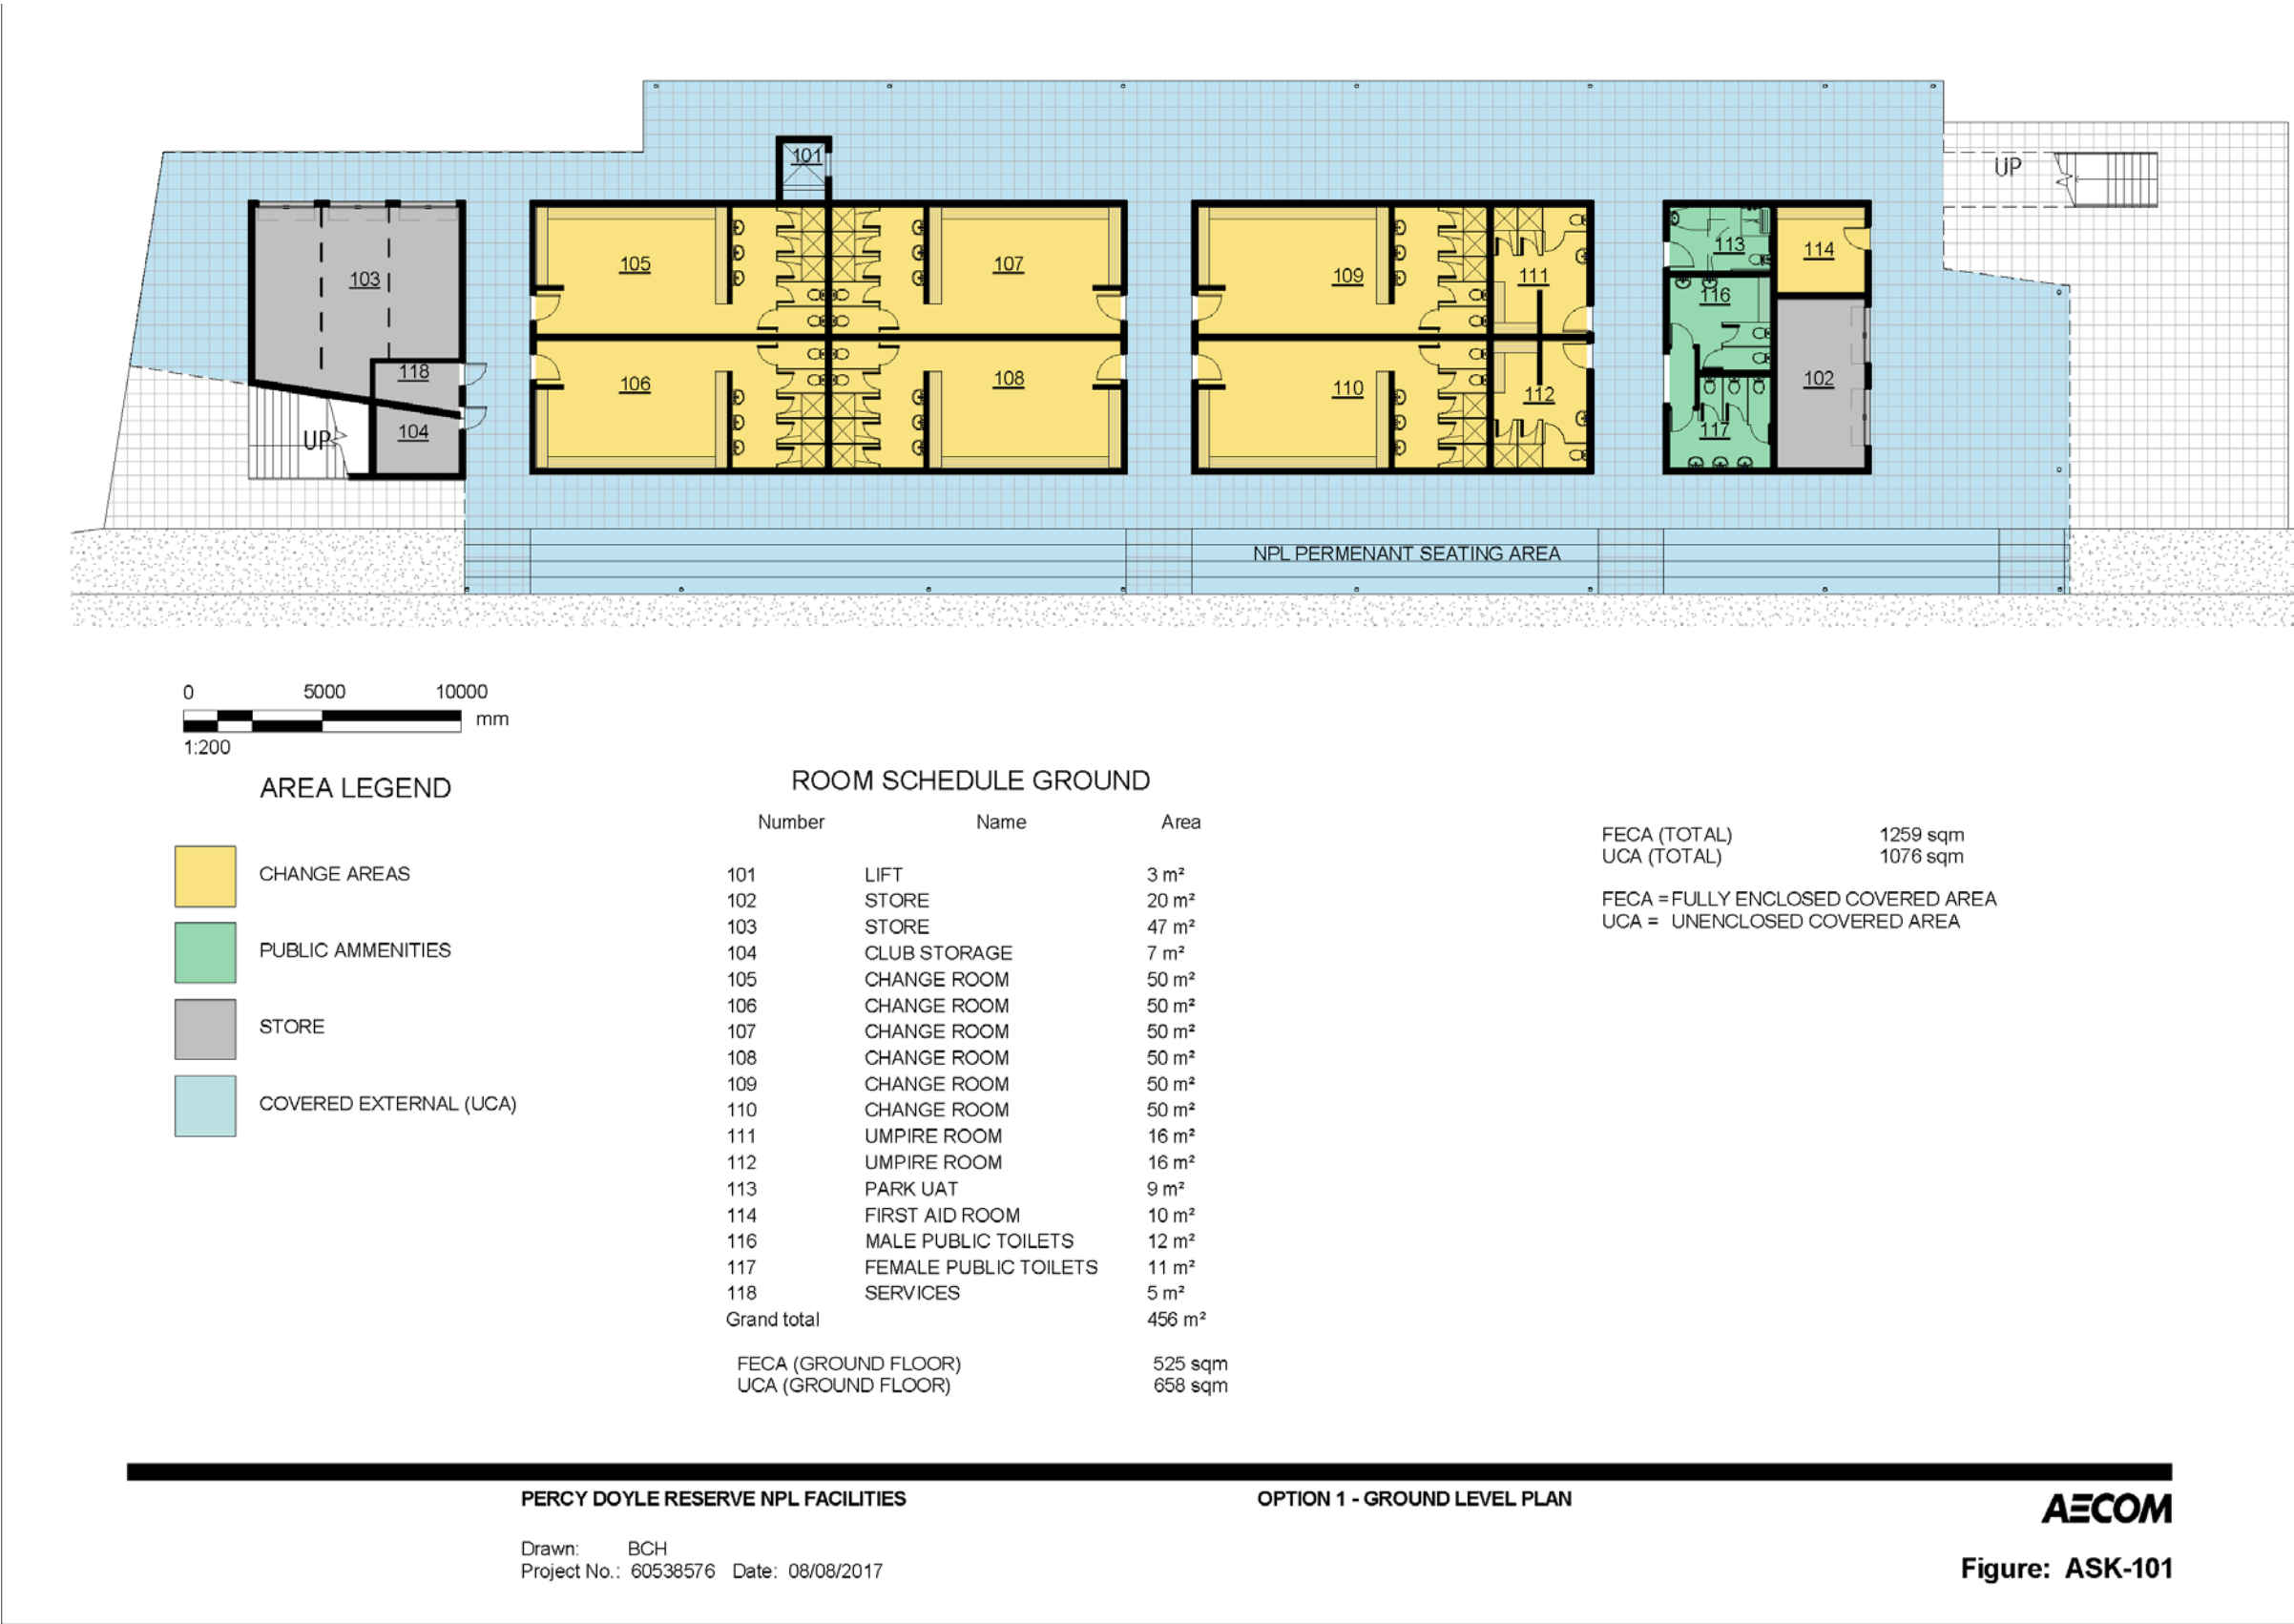 101
UP
113
114
105
107
109
111
103
116
118
106
108
110
112
102
104
UP
117
NPL PERMENANT SEATING AREA
0 5000 10000
mm
1:200
AREA LEGEND
CHANGE AREAS
PUBLIC AMMENITIES
STORE
COVERED EXTERNAL (UCA)
ROOM SCHEDULE GROUND
Number Name Area
101 LIFT 3 m²
102 STORE 20 m²
103 STORE 47 m²
104 CLUB STORAGE 7 m²
105 CHANGE ROOM 50 m²
106 CHANGE ROOM 50 m²
107 CHANGE ROOM 50 m²
108 CHANGE ROOM 50 m²
109 CHANGE ROOM 50 m²
110 CHANGE ROOM 50 m²
111 UMPIRE ROOM 16 m²
112 UMPIRE ROOM 16 m²
113 PARK UAT 9 m²
114 FIRST AID ROOM 10 m²
116 MALE PUBLIC TOILETS 12 m²
117 FEMALE PUBLIC TOILETS 11 m²
118 SERVICES 5 m²
Grand total 456 m²
FECA (GROUND FLOOR) 525 sqm
UCA (GROUND FLOOR) 658 sqm
FECA (TOTAL) 1259 sqm
UCA (TOTAL) 1076 sqm
FECA = FULLY ENCLOSED COVERED AREA
UCA = UNENCLOSED COVERED AREA
PERCY DOYLE RESERVE NPL FACILITIES
OPTION 1 - GROUND LEVEL PLAN
AECOM
Drawn: BCH
Project No.: 60538576 Date: 08/08/2017
Figure: ASK-101